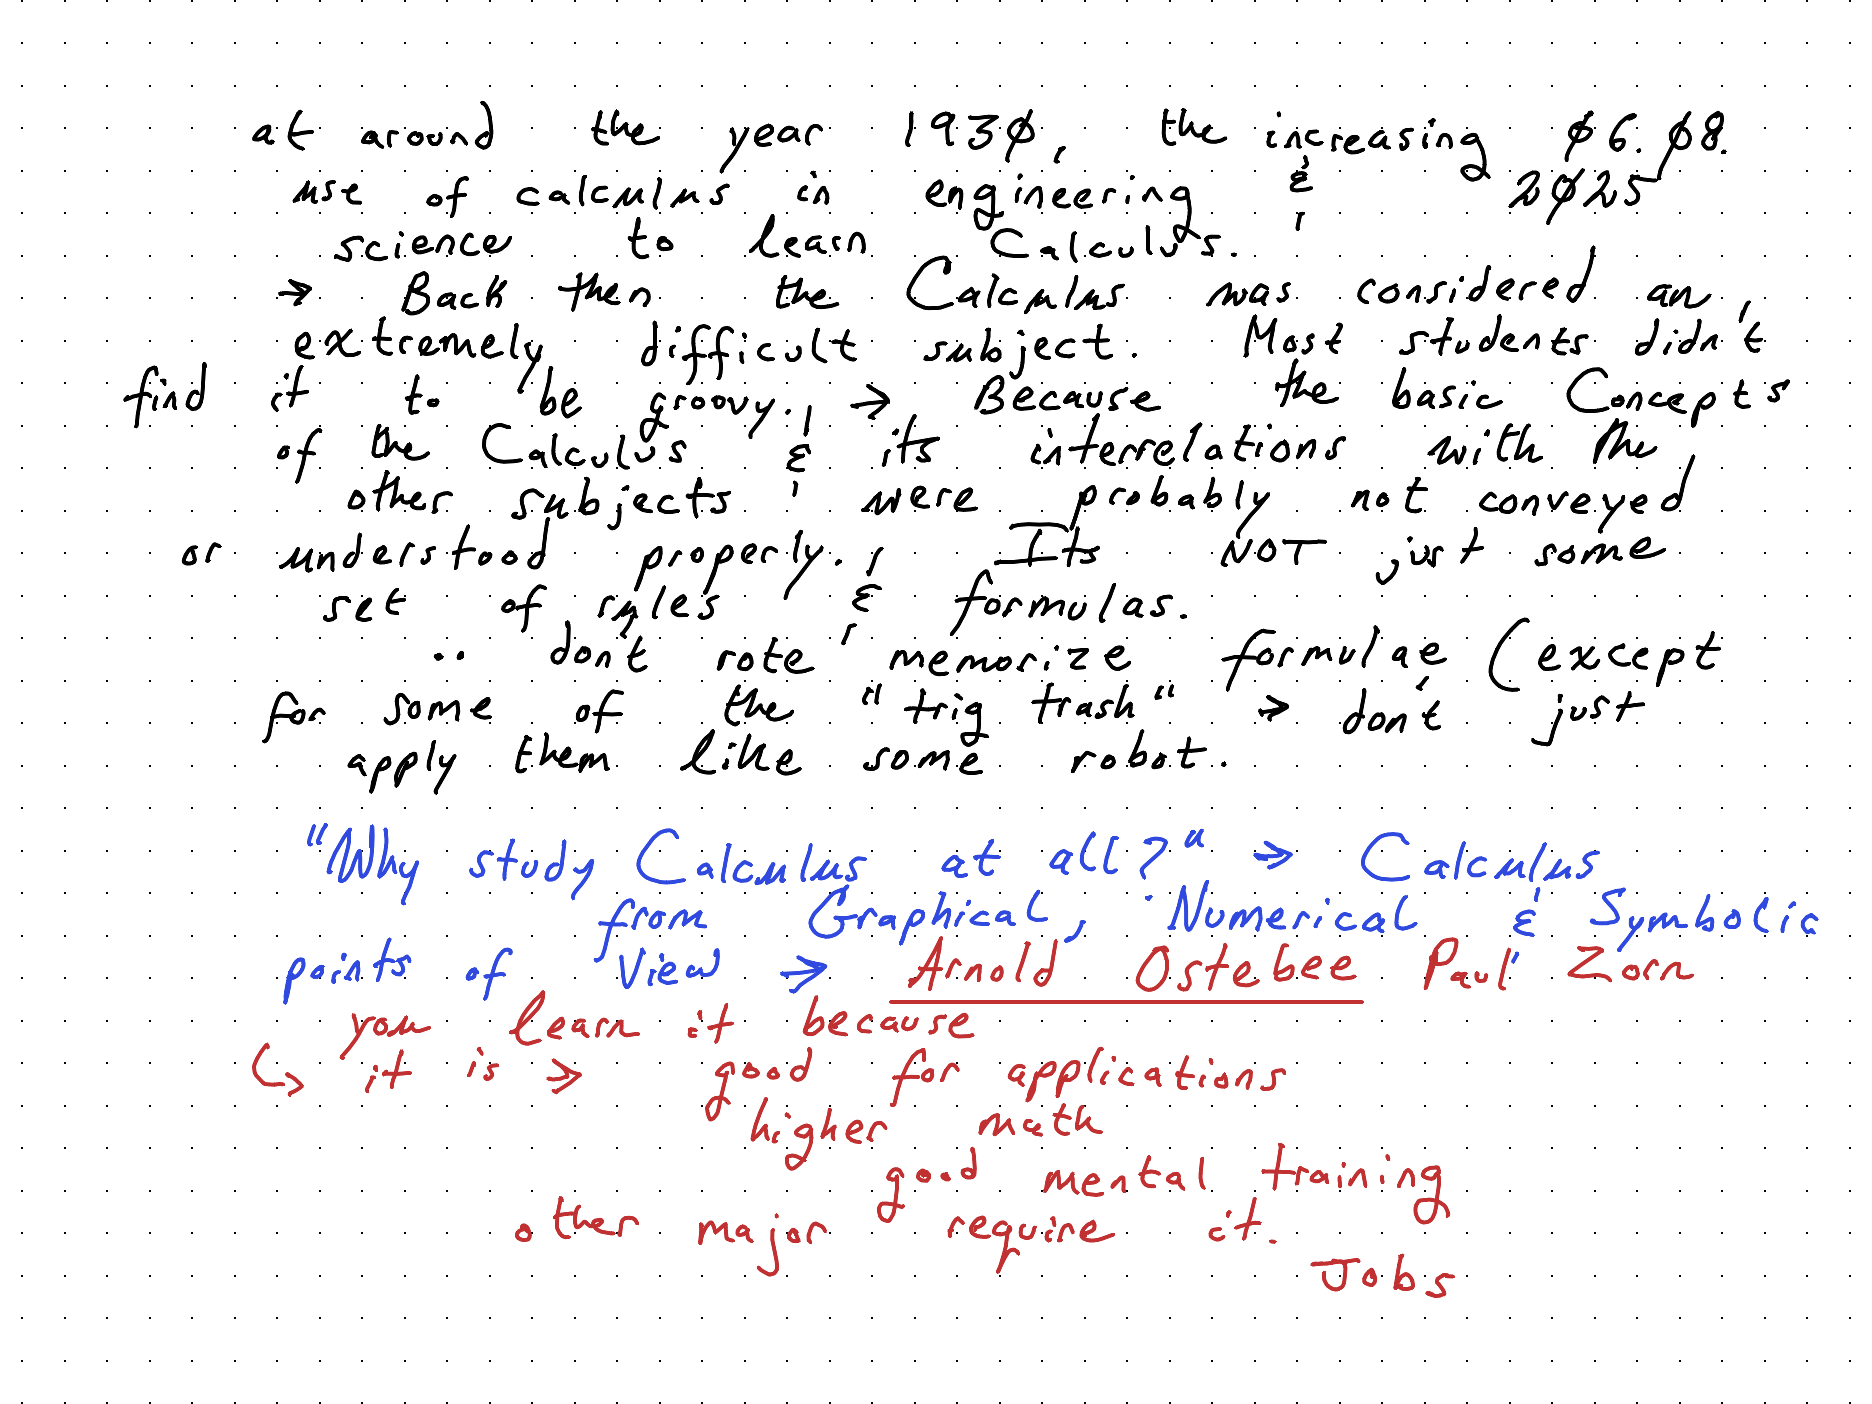 at around the year 1930, the increasing 06.08.
use of calculus in engineering & 2025
science to learn Calculus.
→ Back then the Calculus was considered an
extremely difficult subject. Most students didn't
find it to be groovy. → Because the basic Concepts
of the Calculus & its interrelations with the
other subjects were probably not conveyed
or understood properly. Its NOT just some
set of rules & formulas.
.. don't rote memorize formulae (except
for some of the "trig trash" → don't just
apply them like some robot.
"Why study Calculus at all?" → Calculus
from Graphical, Numerical & Symbolic
points of View → Arnold Ostebee Paul Zorn
you learn it because
↳ it is → good for applications
higher math
good mental training
other major require it.
Jobs